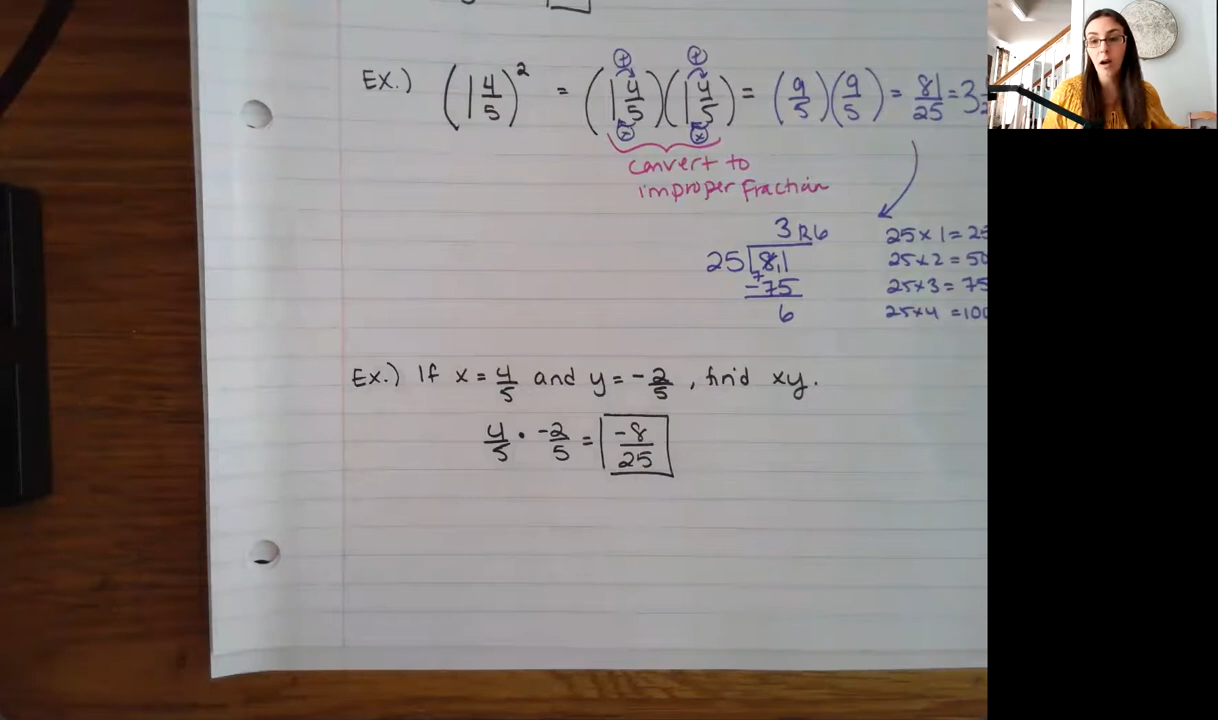 Ex.) (1 4/5)² = (1 4/5)(1 4/5) = (9/5)(9/5) = 81/25 = 3
+ +
x x
convert to
improper fraction
3 R6
25 81
7
-75
6
25×1=25
25×2=50
25×3=75
25×4=100
Ex.) If x = 4/5 and y = -2/5, find xy.
4/5 · -2/5 = -8/25